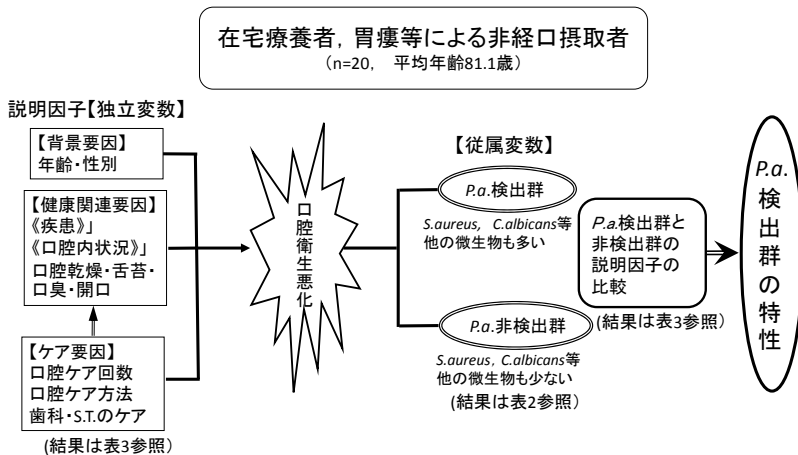 在宅療養者，胃瘻等による非経口摂取者
（n=20,　平均年齢81.1歳）
説明因子【独立変数】
【背景要因】
年齢・性別
【健康関連要因】
《疾患》」
《口腔内状況》」
口腔乾燥・舌苔・
口臭・開口
【ケア要因】
口腔ケア回数
口腔ケア方法
歯科・S.T.のケア
(結果は表3参照）
口腔衛生悪化
【従属変数】
P.a.検出群
S.aureus,　C.albicans等
他の微生物も多い
P.a.非検出群
S.aureus, C.albicans等
他の微生物も少ない
(結果は表2参照）
P.a.検出群と
非検出群の
説明因子の
比較
(結果は表3参照）
P.a.検出群の特性